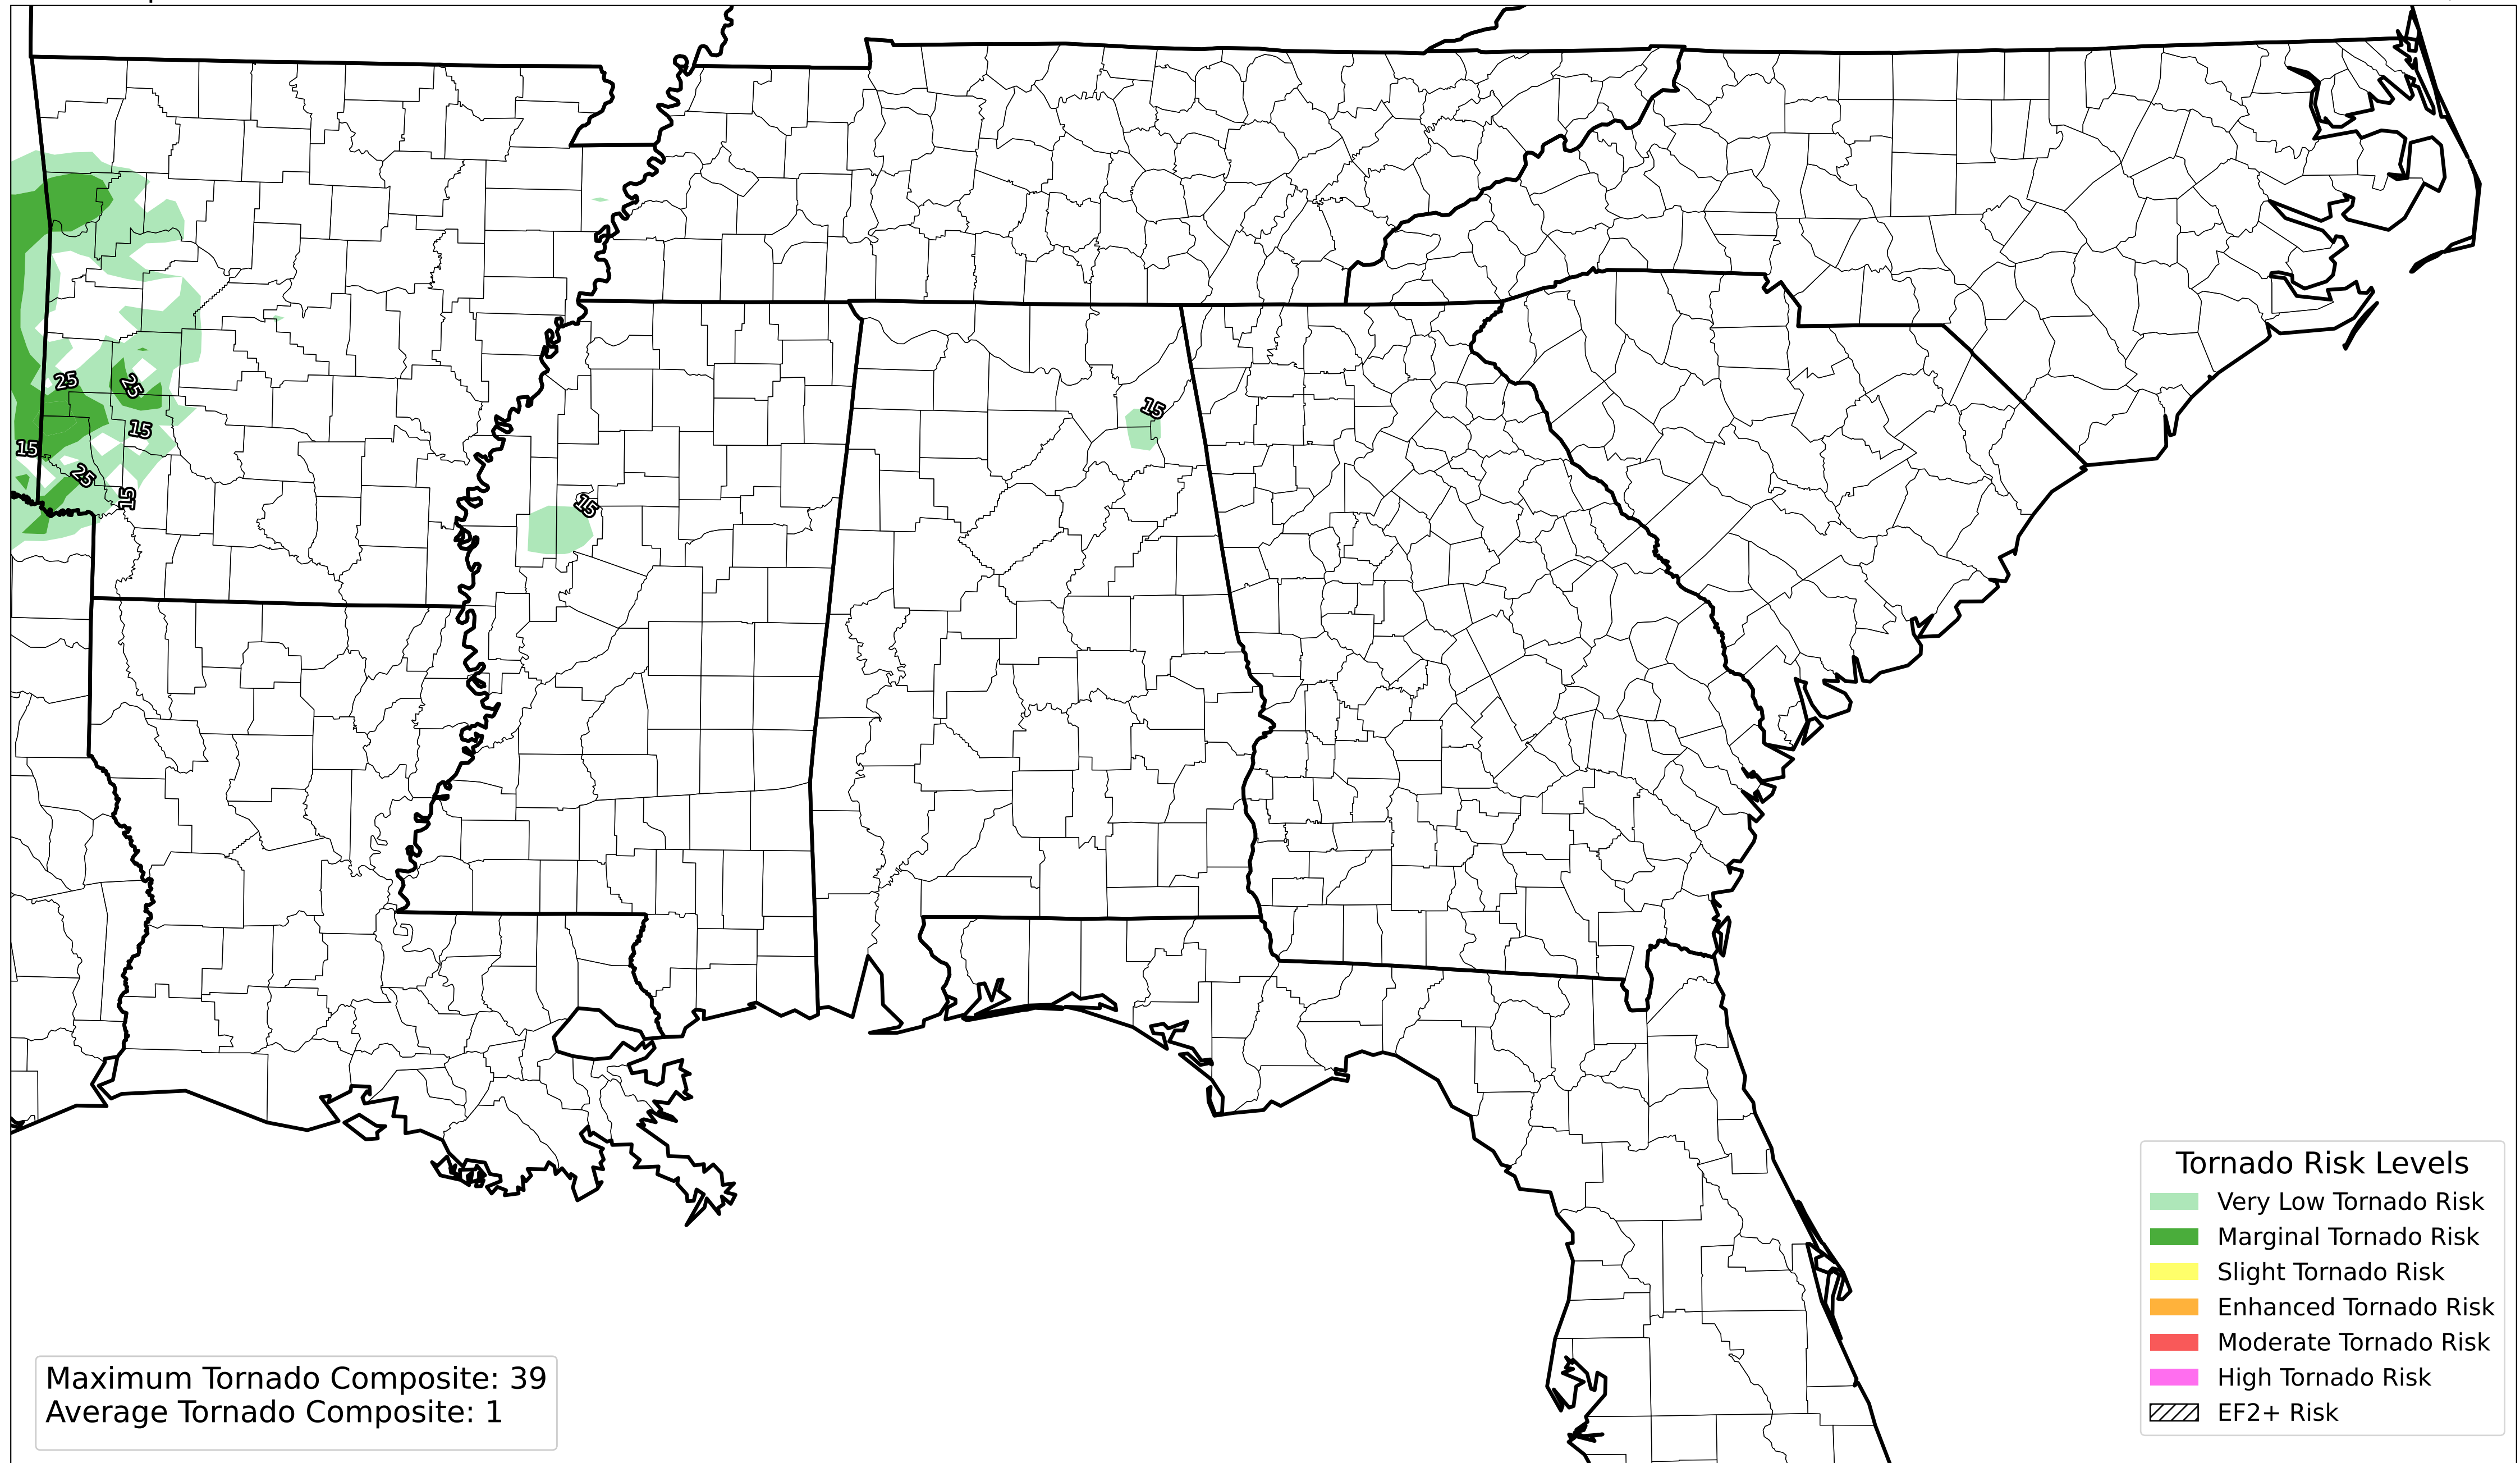 15
25
25
15
15
25
15
15
Tornado Risk Levels
Very Low Tornado Risk
Marginal Tornado Risk
Slight Tornado Risk
Enhanced Tornado Risk
Moderate Tornado Risk
High Tornado Risk
EF2+ Risk
Maximum Tornado Composite: 39
Average Tornado Composite: 1